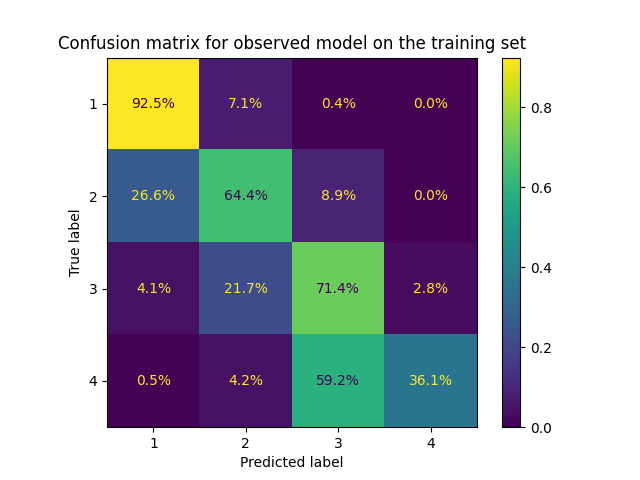 Confusion matrix for observed model on the training set
1 92.5% 7.1% 0.4% 0.0% 0.8
2 26.6% 64.4% 8.9% 0.0% 0.6
True label
3 4.1% 21.7% 71.4% 2.8% 0.4
0.2
4 0.5% 4.2% 59.2% 36.1%
0.0
1 2 3 4
Predicted label